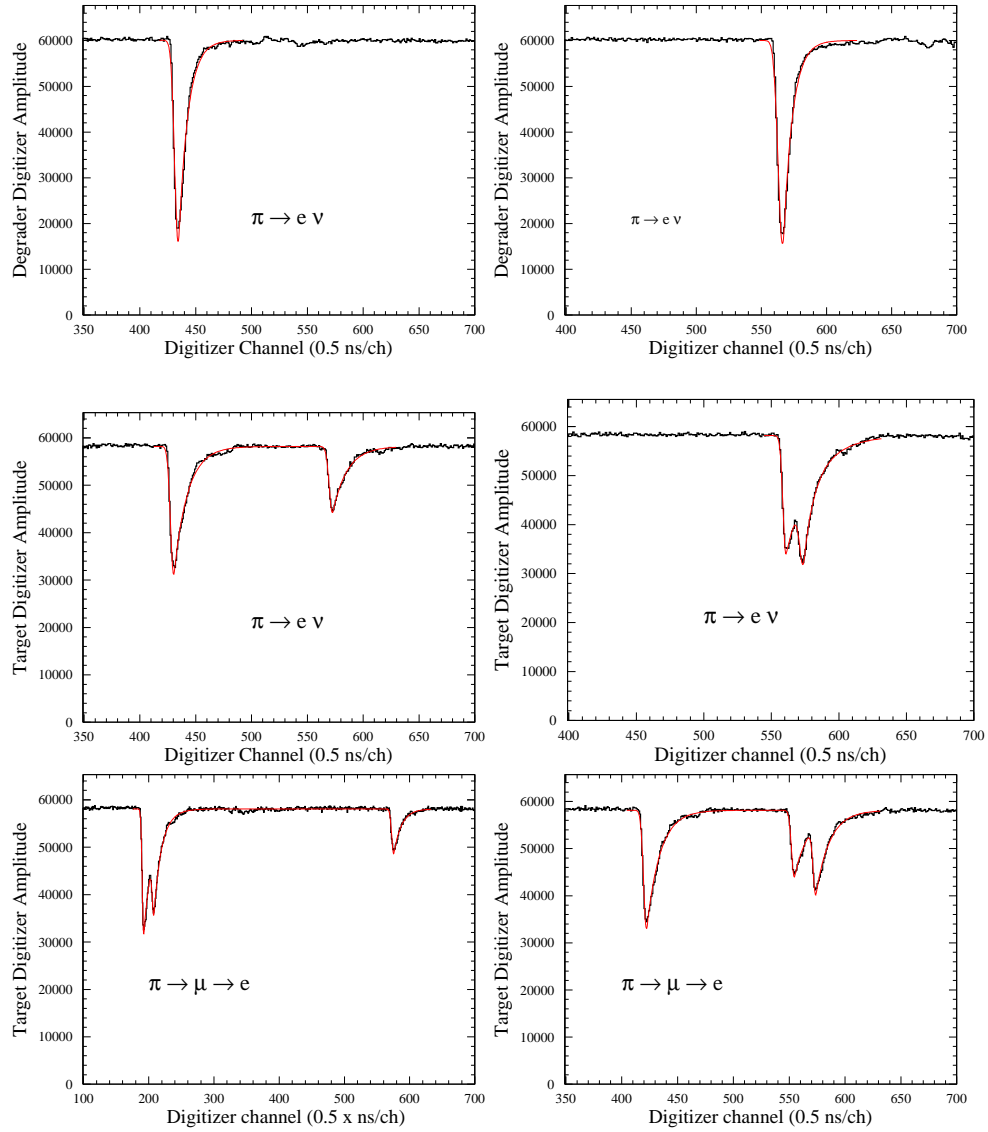 Degrader Digitizer Amplitude
60000
50000
40000
30000
20000
10000
0
π → e ν
350 400 450 500 550 600 650 700
Digitizer Channel (0.5 ns/ch)
Degrader Digitizer Amplitude
60000
50000
40000
30000
20000
10000
0
π → e ν
400 450 500 550 600 700
Digitizer channel (0.5 ns/ch)
Target Digitizer Amplitude
60000
50000
40000
30000
20000
10000
0
π → e ν
350 400 450 500 550 600 650 700
Digitizer Channel (0.5 ns/ch)
Target Digitizer Amplitude
60000
50000
40000
30000
20000
10000
0
π → e ν
400 450 500 550 600 650 700
Digitizer channel (0.5 ns/ch)
Target Digitizer Amplitude
60000
50000
40000
30000
20000
10000
0
π → μ → e
100 200 300 400 500 600 700
Digitizer channel (0.5 x ns/ch)
Target Digitizer Amplitude
60000
50000
40000
30000
20000
10000
0
π → μ → e
350 400 450 500 550 600 650 700
Digitizer channel (0.5 ns/ch)